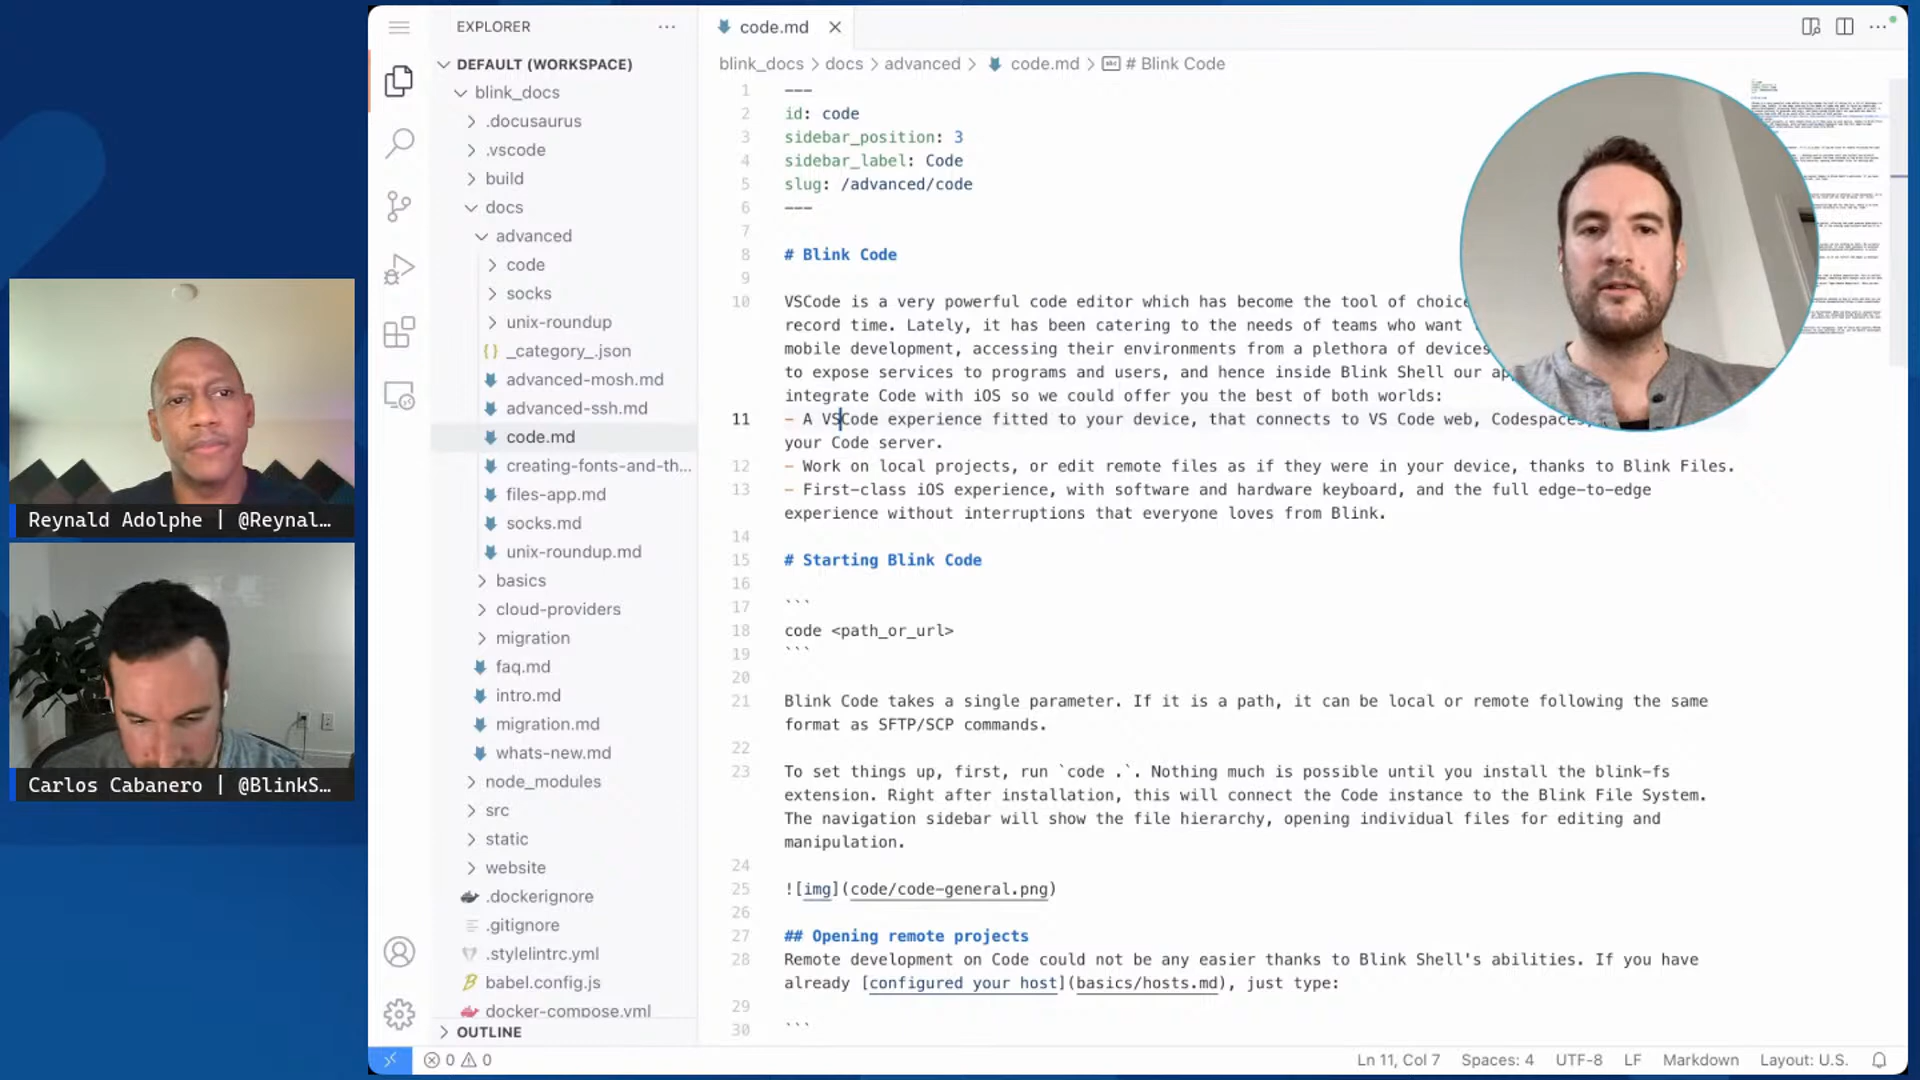 EXPLORER
code.md
DEFAULT (WORKSPACE)
blink_docs
.docusaurus
.vscode
build
docs
advanced
code
socks
unix-roundup
{} _category_.json
advanced-mosh.md
advanced-ssh.md
code.md
creating-fonts-and-th...
files-app.md
socks.md
unix-roundup.md
basics
cloud-providers
migration
faq.md
intro.md
migration.md
whats-new.md
node_modules
src
static
website
.dockerignore
.gitignore
.stylelintrc.yml
babel.config.js
docker-compose.yml
OUTLINE
blink_docs > docs > advanced > code.md > # Blink Code
1 ---
2 id: code
3 sidebar_position: 3
4 sidebar_label: Code
5 slug: /advanced/code
6 ---
7
8 # Blink Code
9
10 VSCode is a very powerful code editor which has become the tool of choice
record time. Lately, it has been catering to the needs of teams who want
mobile development, accessing their environments from a plethora of devices
to expose services to programs and users, and hence inside Blink Shell our
integrate Code with iOS so we could offer you the best of both worlds:
11 - A VSCode experience fitted to your device, that connects to VS Code web, Codespaces,
your Code server.
12 - Work on local projects, or edit remote files as if they were in your device, thanks to Blink Files.
13 - First-class iOS experience, with software and hardware keyboard, and the full edge-to-edge
experience without interruptions that everyone loves from Blink.
14
15 # Starting Blink Code
16
17 ```
18 code <path_or_url>
19 ```
20
21 Blink Code takes a single parameter. If it is a path, it can be local or remote following the same
format as SFTP/SCP commands.
22
23 To set things up, first, run `code .`. Nothing much is possible until you install the blink-fs
extension. Right after installation, this will connect the Code instance to the Blink File System.
The navigation sidebar will show the file hierarchy, opening individual files for editing and
manipulation.
24
25 ![img](code/code-general.png)
26
27 ## Opening remote projects
28 Remote development on Code could not be any easier thanks to Blink Shell's abilities. If you have
already [configured your host](basics/hosts.md), just type:
29
30 ```
0 0
Ln 11, Col 7
Spaces: 4
UTF-8
LF
Markdown
Layout: U.S.
Reynald Adolphe | @Reynal...
Carlos Cabanero | @BlinkS...